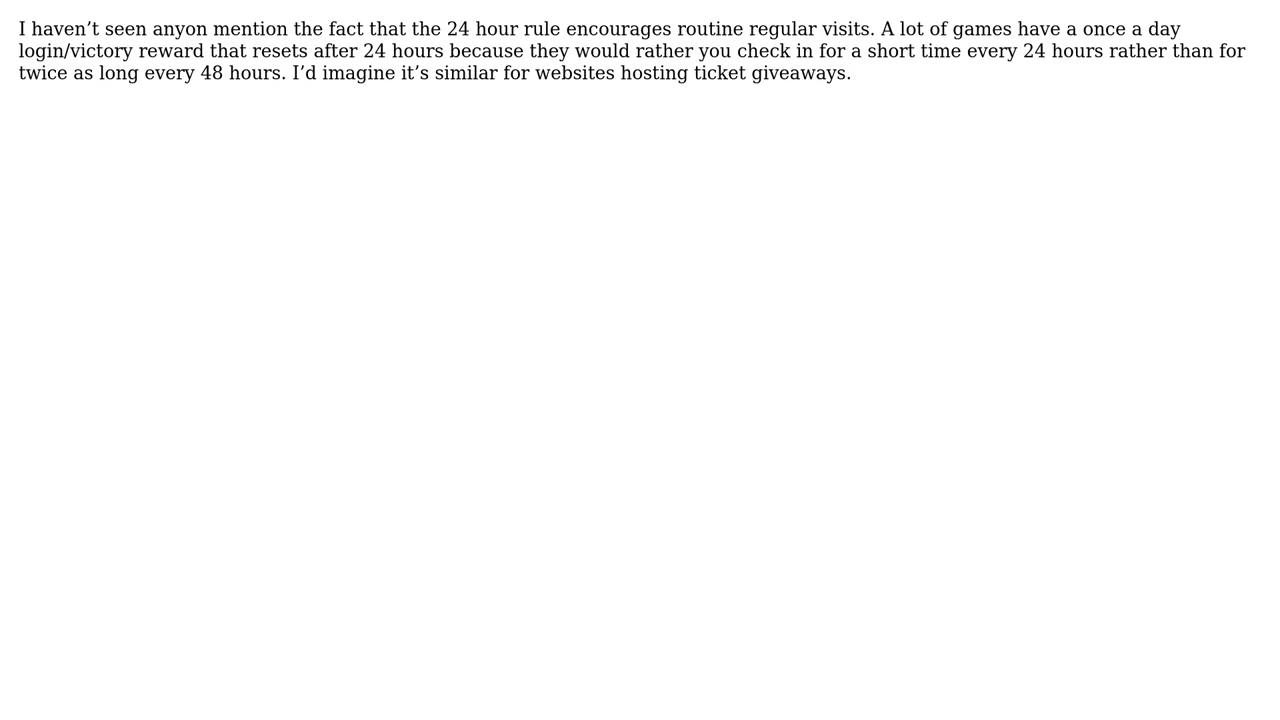 I haven’t seen anyon mention the fact that the 24 hour rule encourages routine regular visits. A lot of games have a once a day
login/victory reward that resets after 24 hours because they would rather you check in for a short time every 24 hours rather than for
twice as long every 48 hours. I’d imagine it’s similar for websites hosting ticket giveaways.